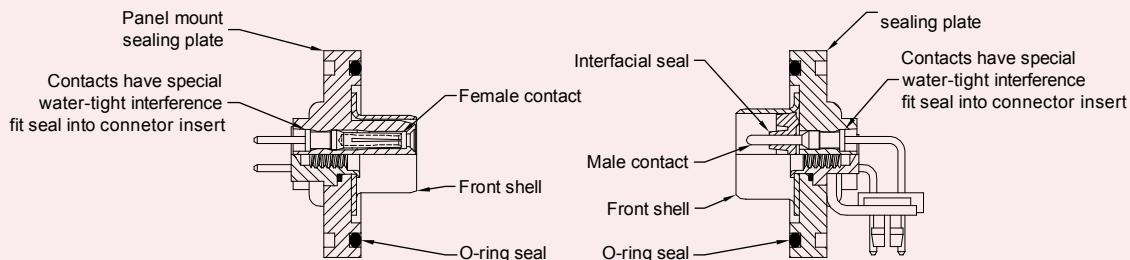 Panel mount
sealing plate
Contacts have special
water-tight interference
fit seal into connetor insert
Female contact
Front shell
O-ring seal
sealing plate
Interfacial seal
Contacts have special
water-tight interference
fit seal into connector insert
Male contact
Front shell
O-ring seal